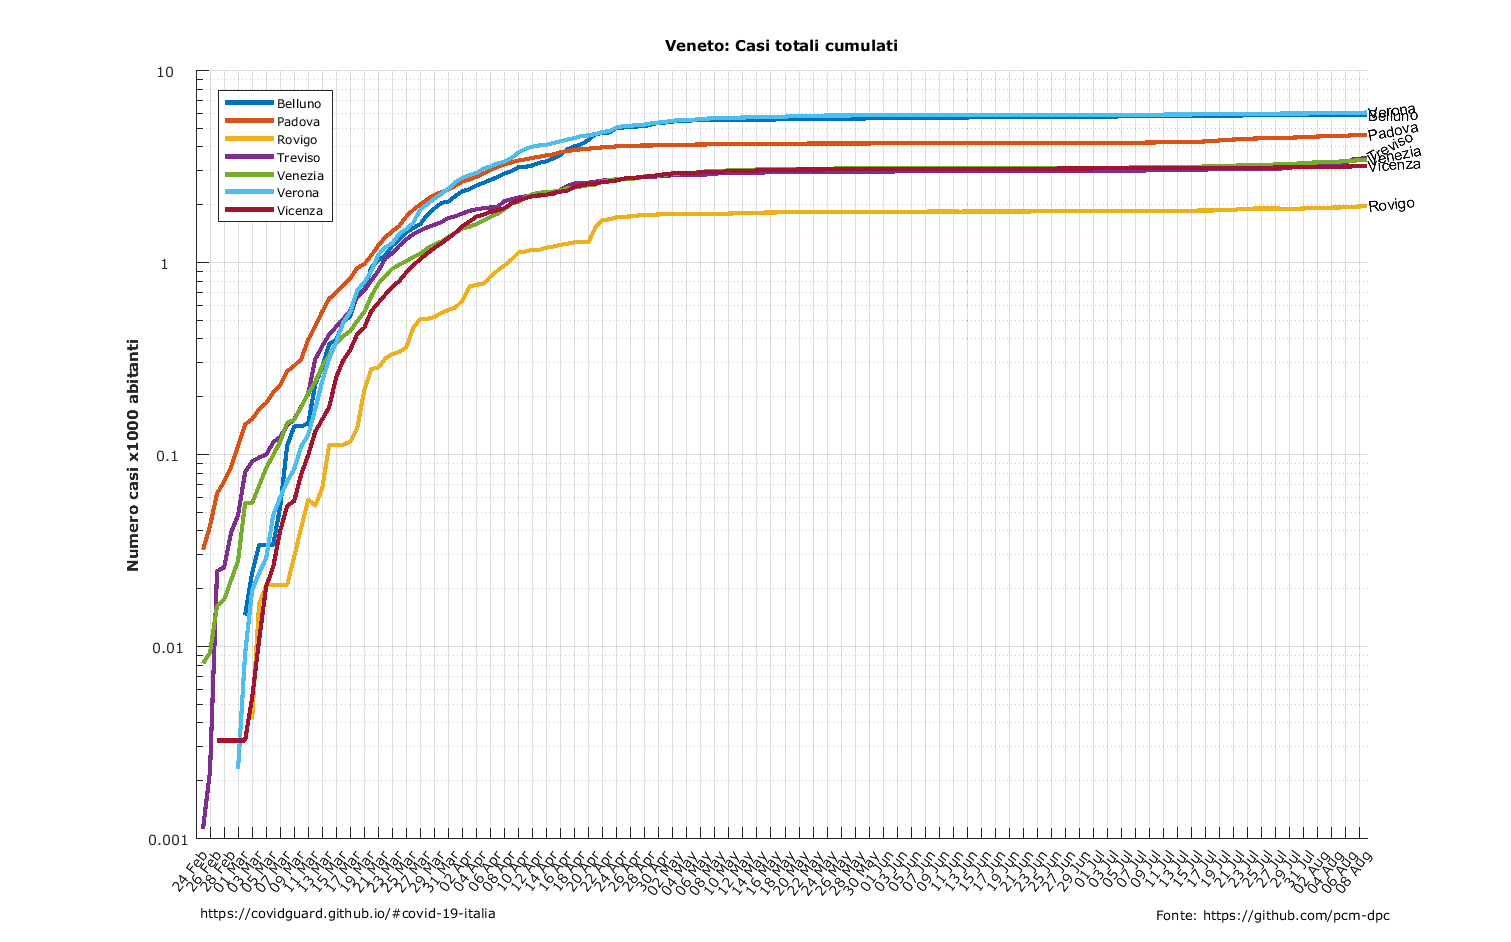 Veneto: Casi totali cumulati
10
1
0.1
0.01
0.001
Numero casi x1000 abitanti
Belluno
Padova
Rovigo
Treviso
Venezia
Verona
Vicenza
Verona
Belluno
Padova
Treviso
Venezia
Vicenza
Rovigo
24 Feb
26 Feb
28 Feb
01 Mar
03 Mar
05 Mar
07 Mar
09 Mar
11 Mar
13 Mar
15 Mar
17 Mar
19 Mar
21 Mar
23 Mar
25 Mar
27 Mar
29 Mar
31 Mar
02 Apr
04 Apr
06 Apr
08 Apr
10 Apr
12 Apr
14 Apr
16 Apr
18 Apr
20 Apr
22 Apr
24 Apr
26 Apr
28 Apr
30 Apr
02 May
04 May
06 May
08 May
10 May
12 May
14 May
16 May
18 May
20 May
22 May
24 May
26 May
28 May
30 May
01 Jun
03 Jun
05 Jun
07 Jun
09 Jun
11 Jun
13 Jun
15 Jun
17 Jun
19 Jun
21 Jun
23 Jun
25 Jun
27 Jun
29 Jun
01 Jul
03 Jul
05 Jul
07 Jul
09 Jul
11 Jul
13 Jul
15 Jul
17 Jul
19 Jul
21 Jul
23 Jul
25 Jul
27 Jul
29 Jul
31 Jul
02 Aug
04 Aug
06 Aug
08 Aug
https://covidguard.github.io/#covid-19-italia
Fonte: https://github.com/pcm-dpc